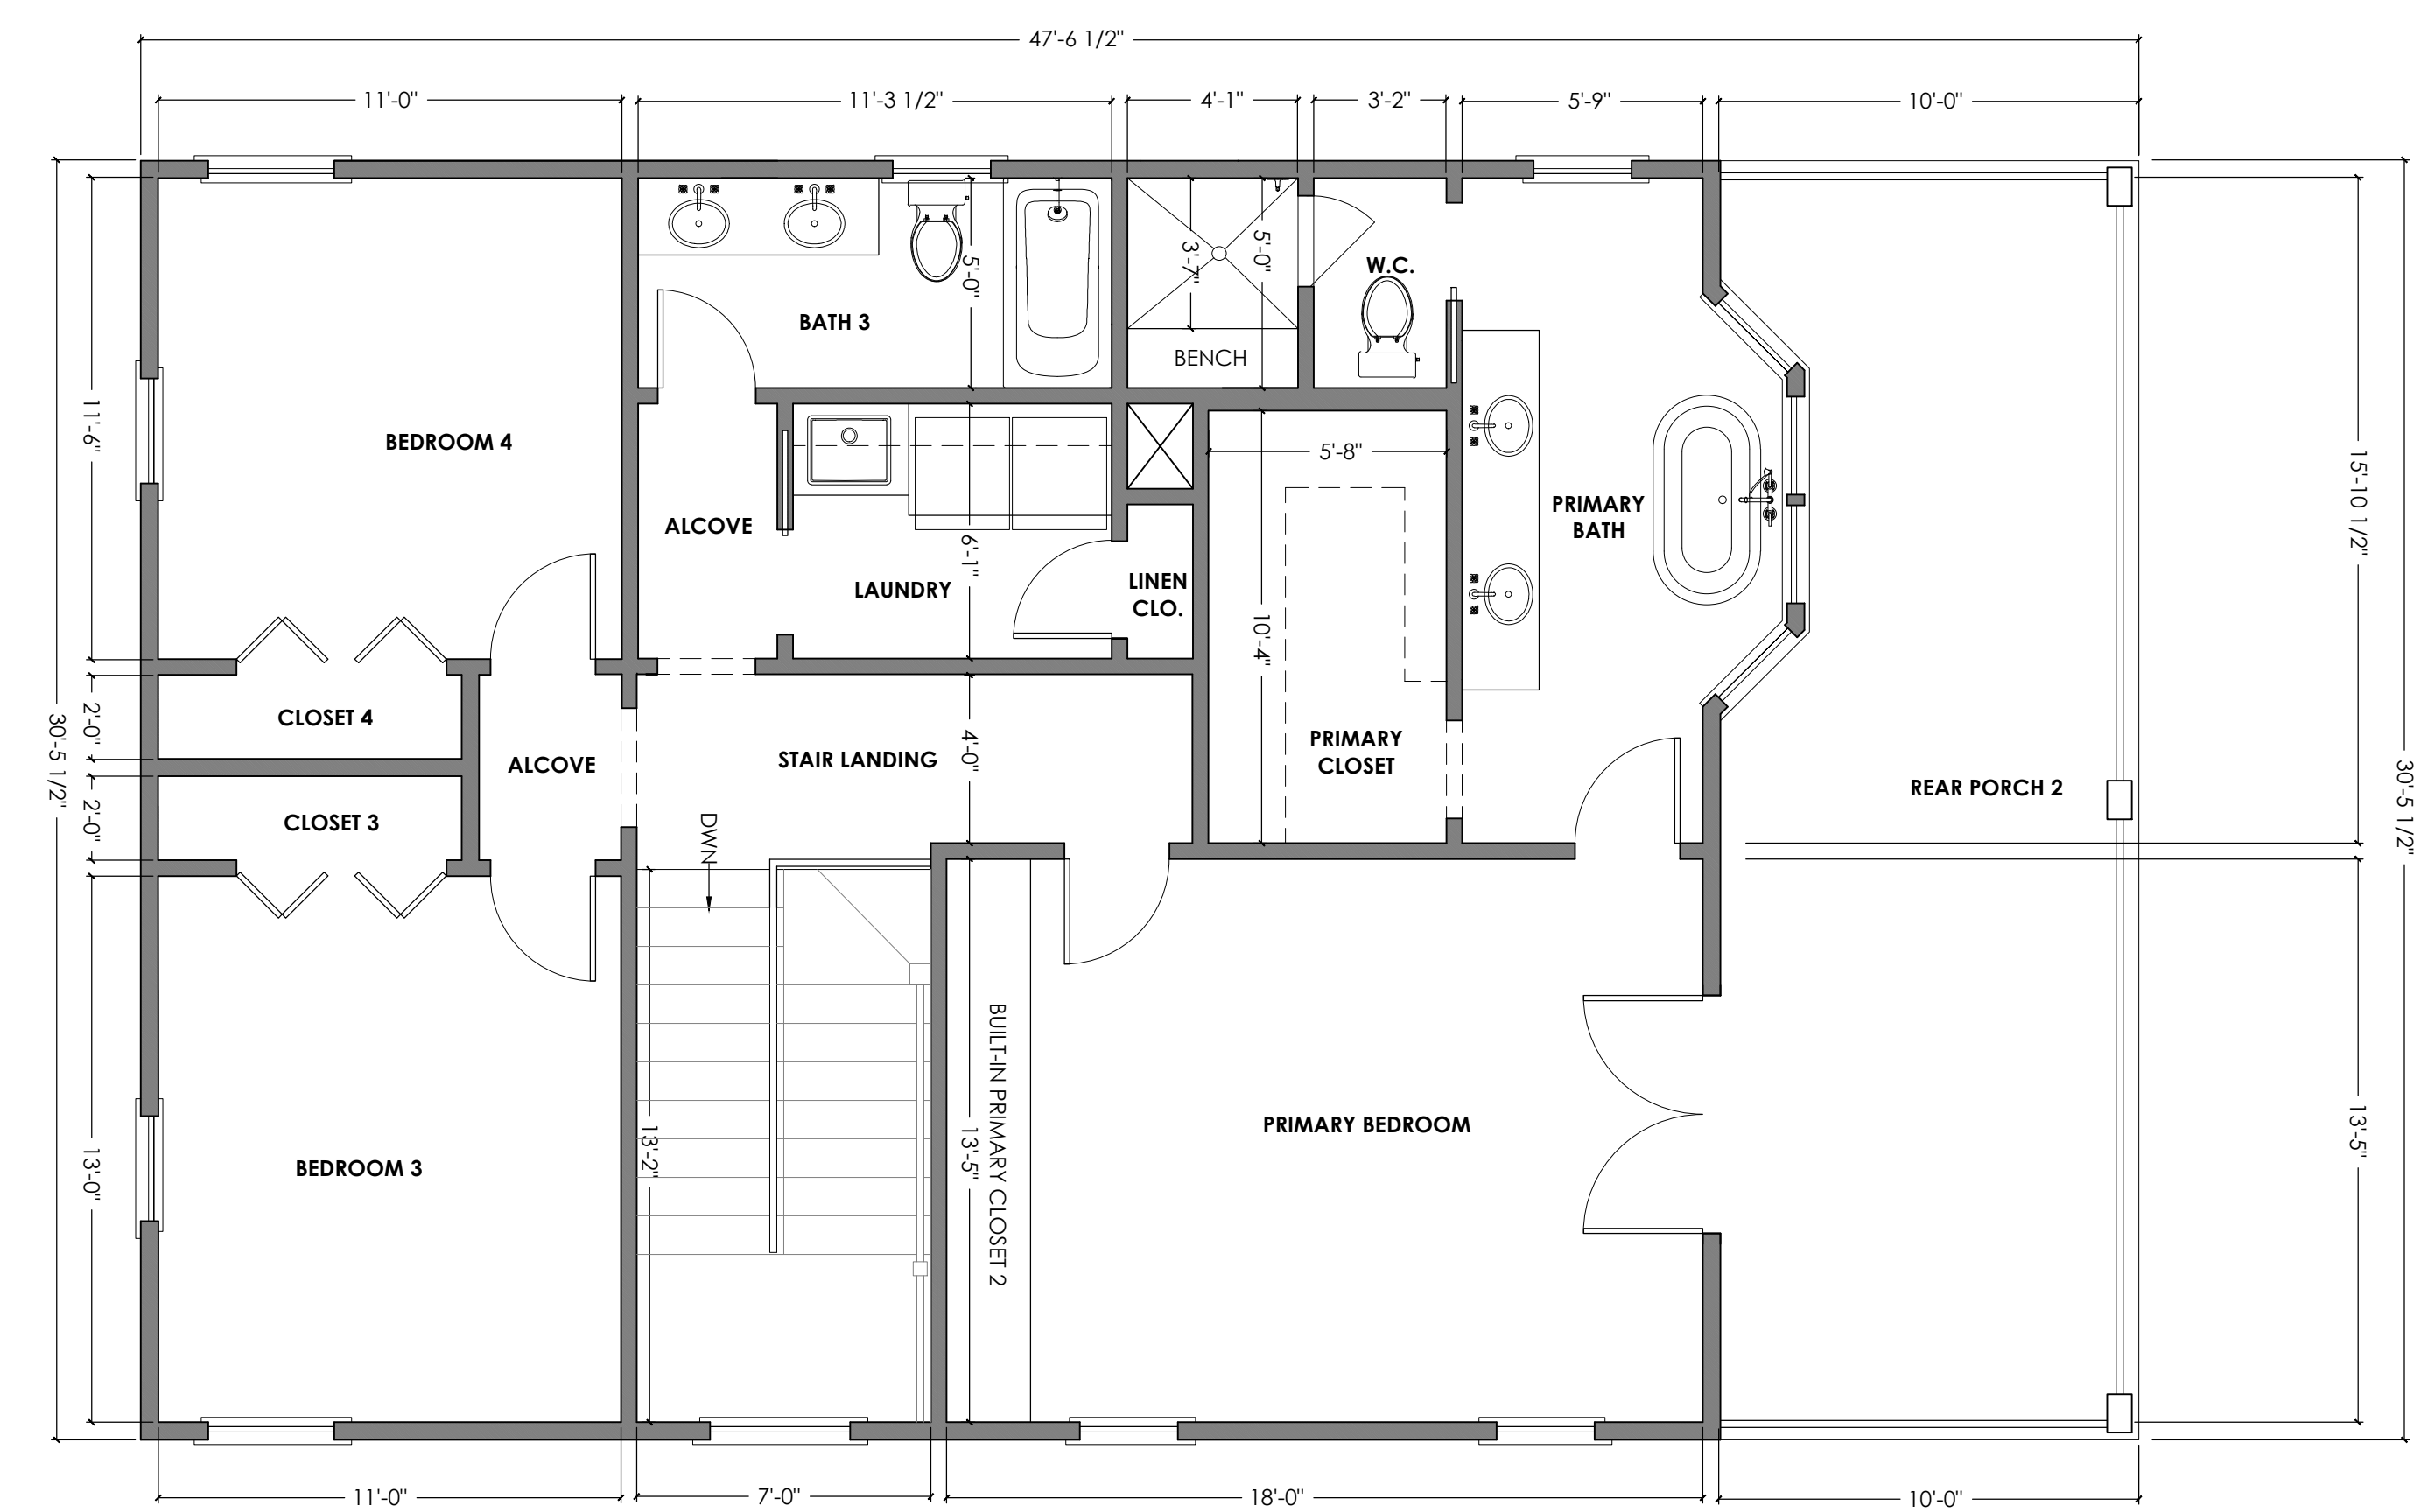 47'-6 1/2"
11'-0"
11'-3 1/2"
4'-1"
3'-2"
5'-9"
10'-0"
3'-7"
5'-0"
5'-0"
W.C.
BATH 3
BENCH
11'-6"
BEDROOM 4
5'-8"
15'-10 1/2"
PRIMARY
BATH
ALCOVE
6'-1"
LAUNDRY
LINEN
CLO.
10'-4"
30'-5 1/2"
2'-0"
CLOSET 4
ALCOVE
STAIR LANDING
4'-0"
PRIMARY
CLOSET
REAR PORCH 2
30'-5 1/2"
2'-0"
CLOSET 3
DWN
13'-0"
BEDROOM 3
13'-2"
13'-5"
BUILT-IN PRIMARY CLOSET 2
PRIMARY BEDROOM
13'-5"
11'-0"
7'-0"
18'-0"
10'-0"